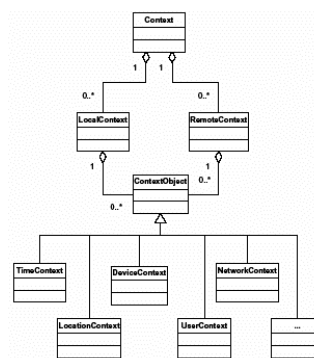 Context
1 1
0..* 0..*
LocalContext RemoteContext
1 1
ContextObject
0..*
0..*
TimeContext DeviceContext NetworkContext
LocationContext UserContext ...